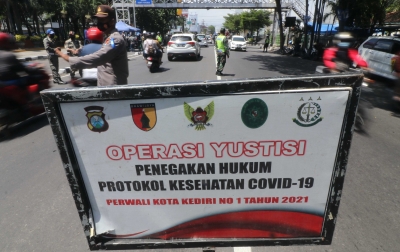 OPERASI YUSTISI
PENEGAKAN HUKUM
PROTOKOL KESEHATAN COVID-19
PERWALI KOTA KEDIRI NO 1 TAHUN 2021